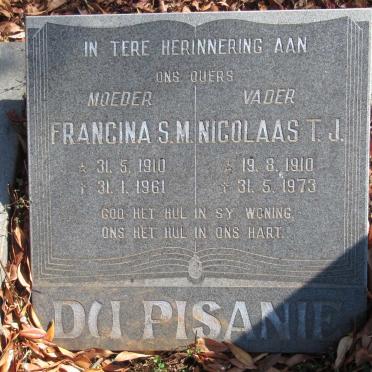 IN TERE HERINNERING AAN
ONS OUERS
MOEDER VADER
FRANCINA S.M. NICOLAAS T. J.
☆ 31. 5. 1910 ☆ 19. 8. 1910
† 31. 1. 1961 † 31. 5. 1973
GOD HET HUL IN SY WONING,
ONS HET HUL IN ONS HART.
DU PISANIE